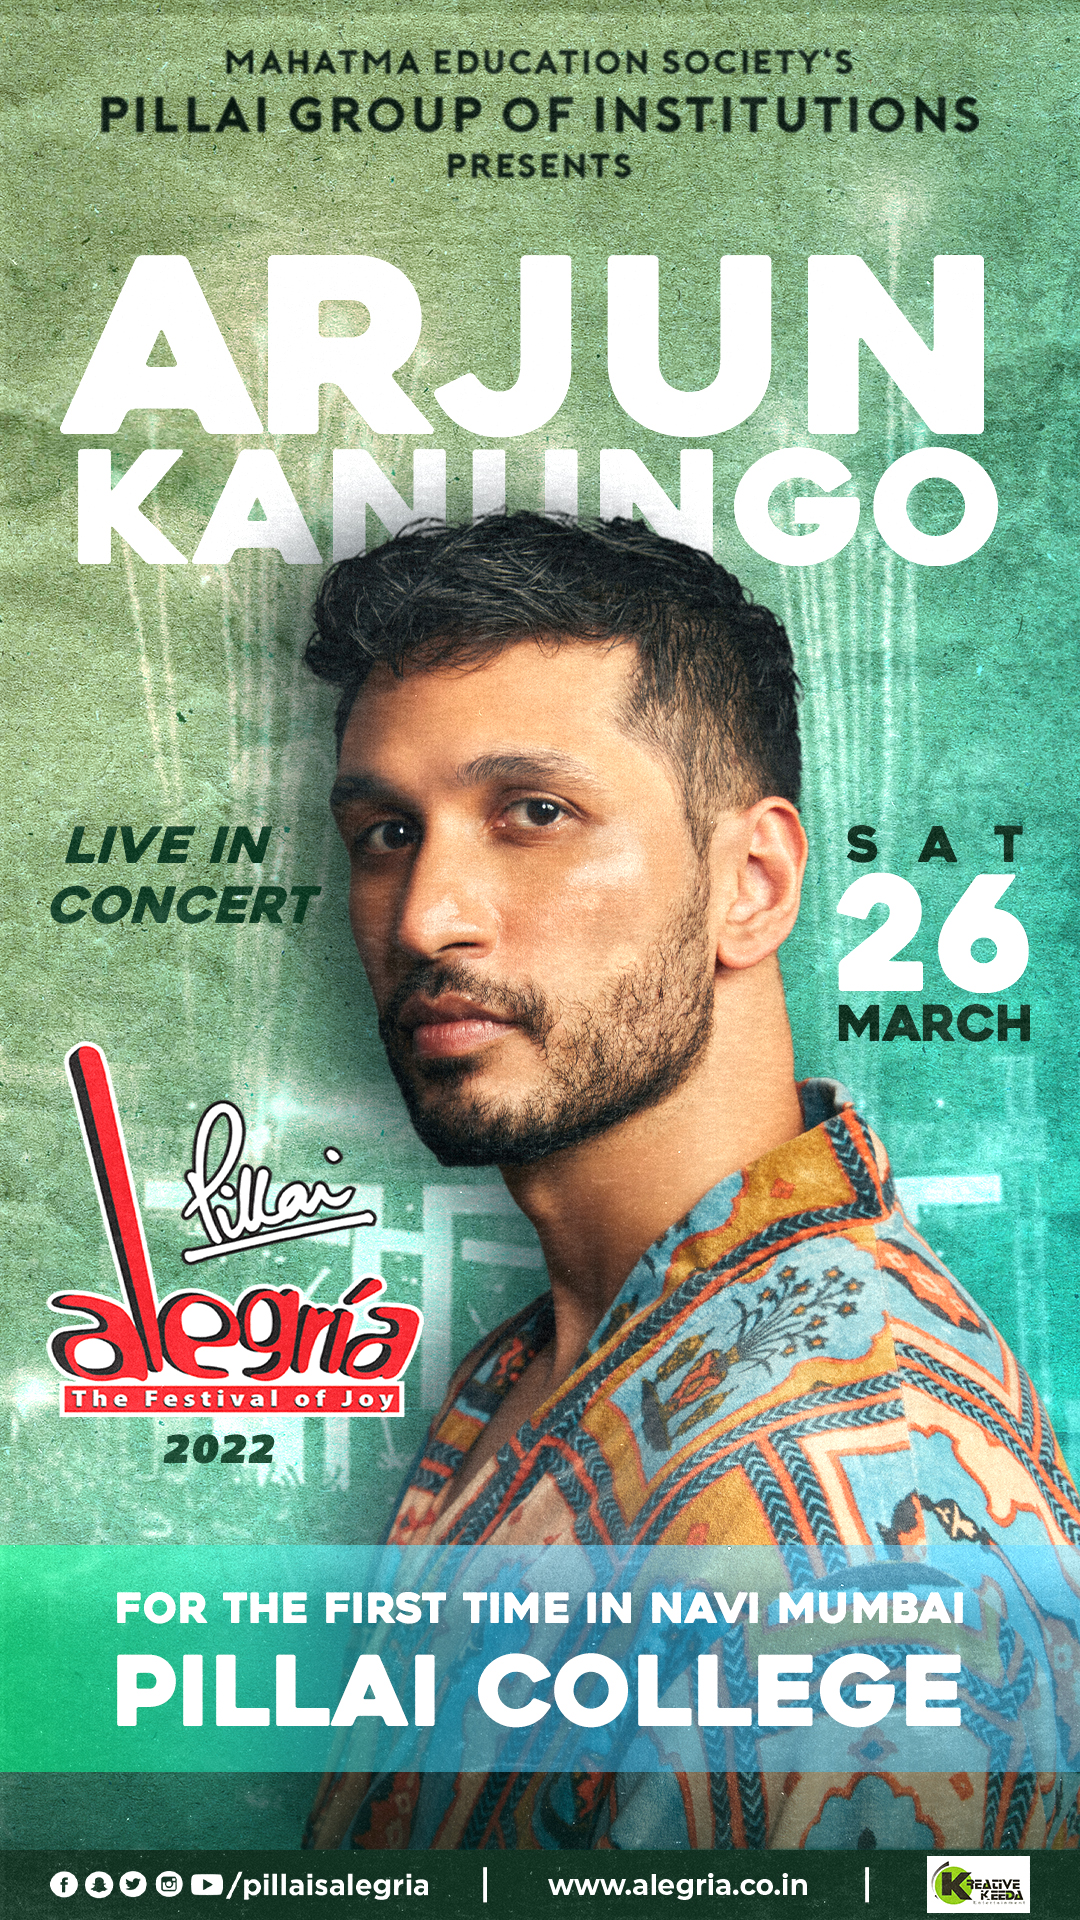 MAHATMA EDUCATION SOCIETY'S
PILLAI GROUP OF INSTITUTIONS
PRESENTS
ARJUN
KANUNGO
LIVE IN
CONCERT
SAT
26
MARCH
Pillai
alegría
The Festival of Joy
2022
FOR THE FIRST TIME IN NAVI MUMBAI
PILLAI COLLEGE
/pillaisalegria | www.alegria.co.in |
KREATIVE
KEEDA
Entertainment